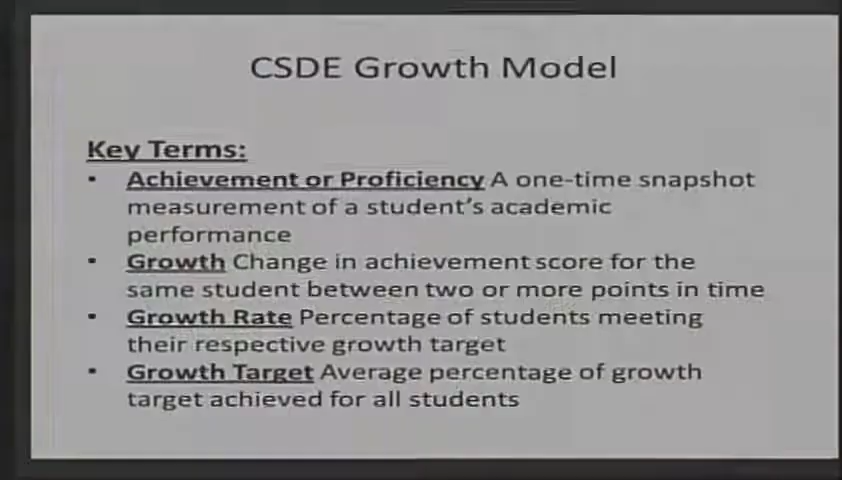 CSDE Growth Model
Key Terms:
• Achievement or Proficiency A one-time snapshot
measurement of a student's academic
performance
• Growth Change in achievement score for the
same student between two or more points in time
• Growth Rate Percentage of students meeting
their respective growth target
• Growth Target Average percentage of growth
target achieved for all students